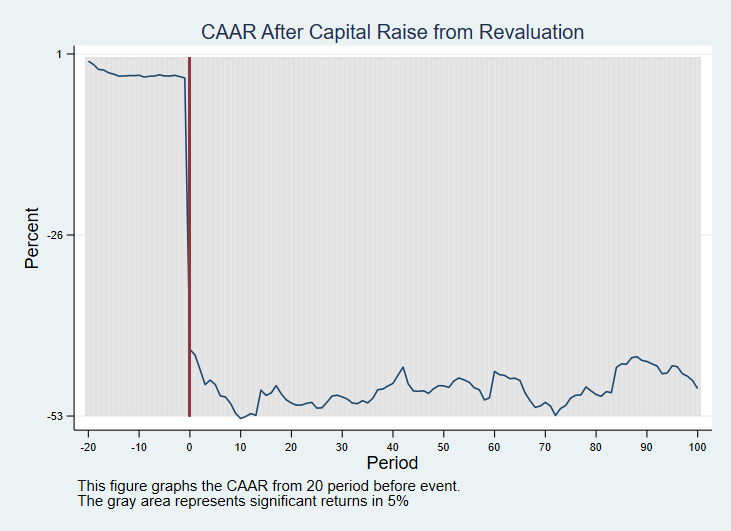 CAAR After Capital Raise from Revaluation
1
-26
-53
Percent
-20 -10 0 10 20 30 40 50 60 70 80 90 100
Period
This figure graphs the CAAR from 20 period before event.
The gray area represents significant returns in 5%